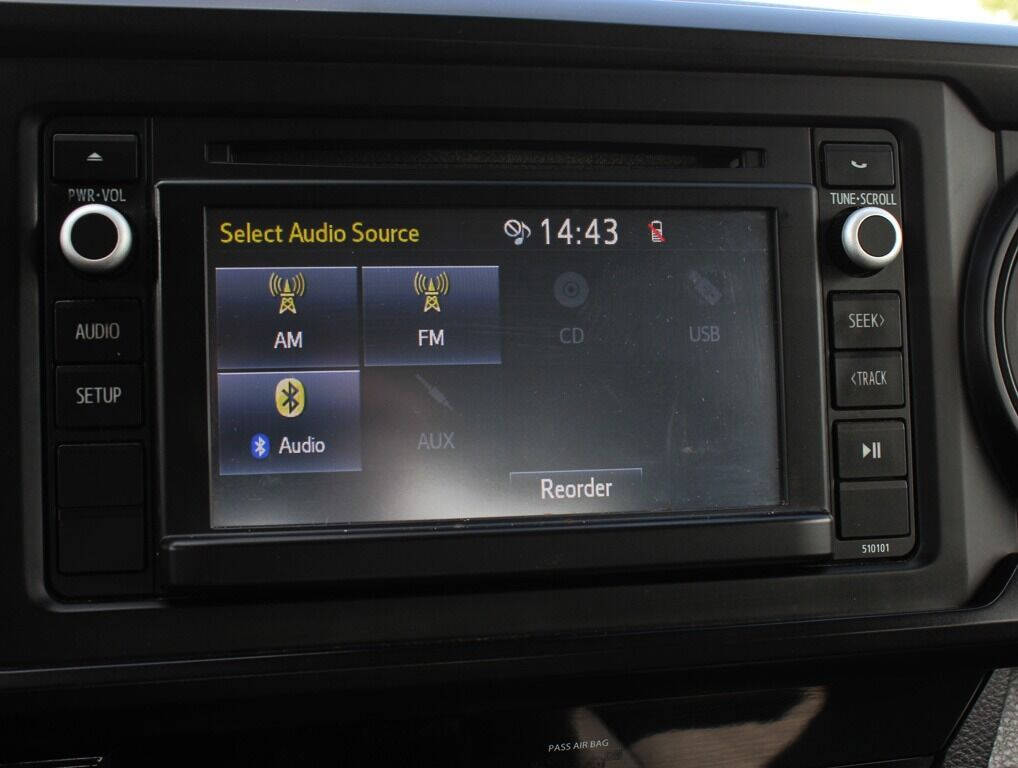 PWR·VOL
TUNE·SCROLL
Select Audio Source
14:43
AM
FM
CD
USB
Audio
AUX
Reorder
AUDIO
SETUP
SEEK>
<TRACK
510101
PASS AIR BAG